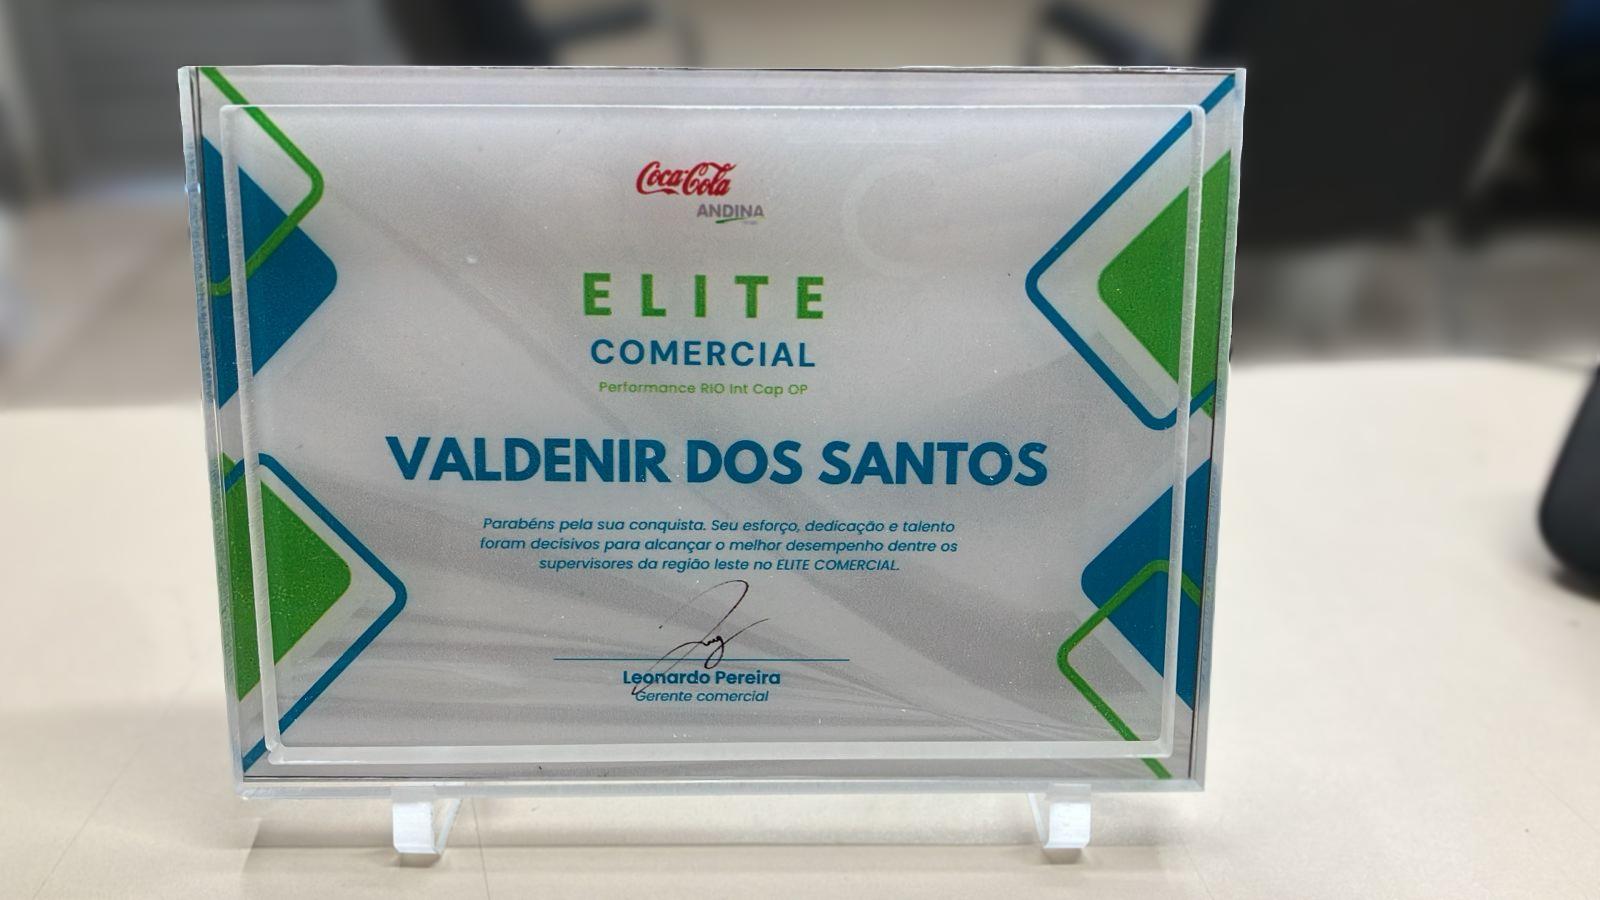 Coca-Cola
ANDINA
ELITE
COMERCIAL
Performance RIO Int Cap OP
VALDENIR DOS SANTOS
Parabéns pela sua conquista. Seu esforço, dedicação e talento
foram decisivos para alcançar o melhor desempenho dentre os
supervisores da região leste no ELITE COMERCIAL.
Leonardo Pereira
Gerente comercial